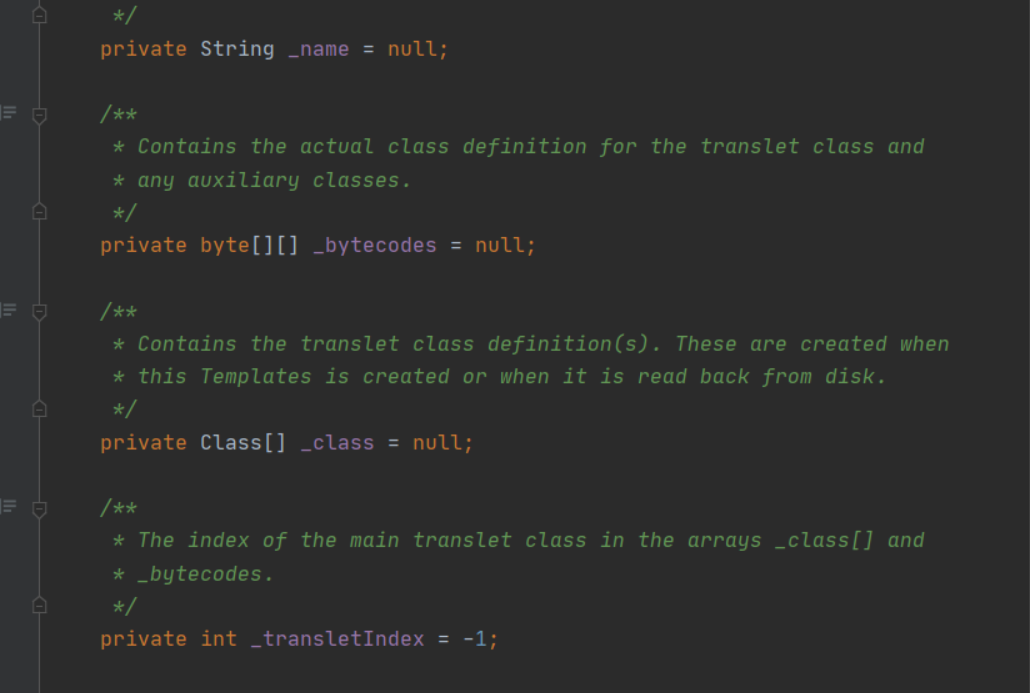 */
private String _name = null;
/**
* Contains the actual class definition for the translet class and
* any auxiliary classes.
*/
private byte[][] _bytecodes = null;
/**
* Contains the translet class definition(s). These are created when
* this Templates is created or when it is read back from disk.
*/
private Class[] _class = null;
/**
* The index of the main translet class in the arrays _class[] and
* _bytecodes.
*/
private int _transletIndex = -1;